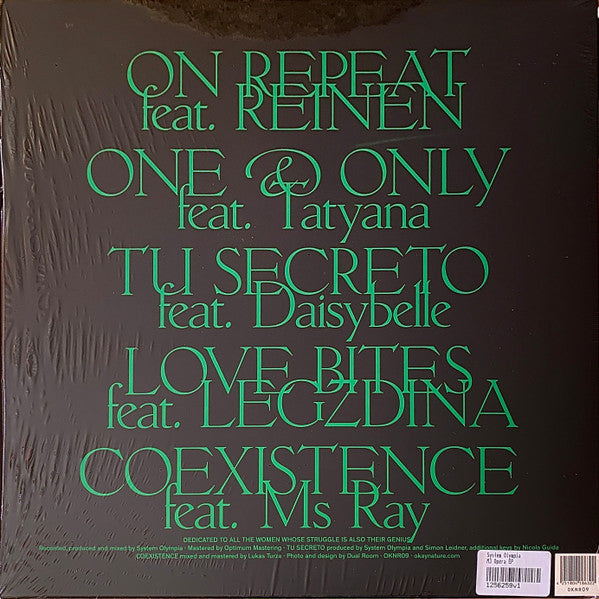 ON REPEAT
feat. REINEN
ONE & ONLY
feat. Tatyana
TU SECRETO
feat. Daisybelle
LOVE BITES
feat. LEGZDINA
COEXISTENCE
feat. Ms Ray
DEDICATED TO ALL THE WOMEN WHOSE STRUGGLE IS ALSO THEIR GENIUS
Recorded, produced and mixed by System Olympia · Mastered by Optimum Mastering · TU SECRETO produced by System Olympia and Simon Leidner, additional keys by Nicola Guida
COEXISTENCE mixed and mastered by Lukas Turza · Photo and design by Dual Room · OKNR09 · okaynature.com
System Olympia
M3 Opera EP
1256259v1
OKNR09